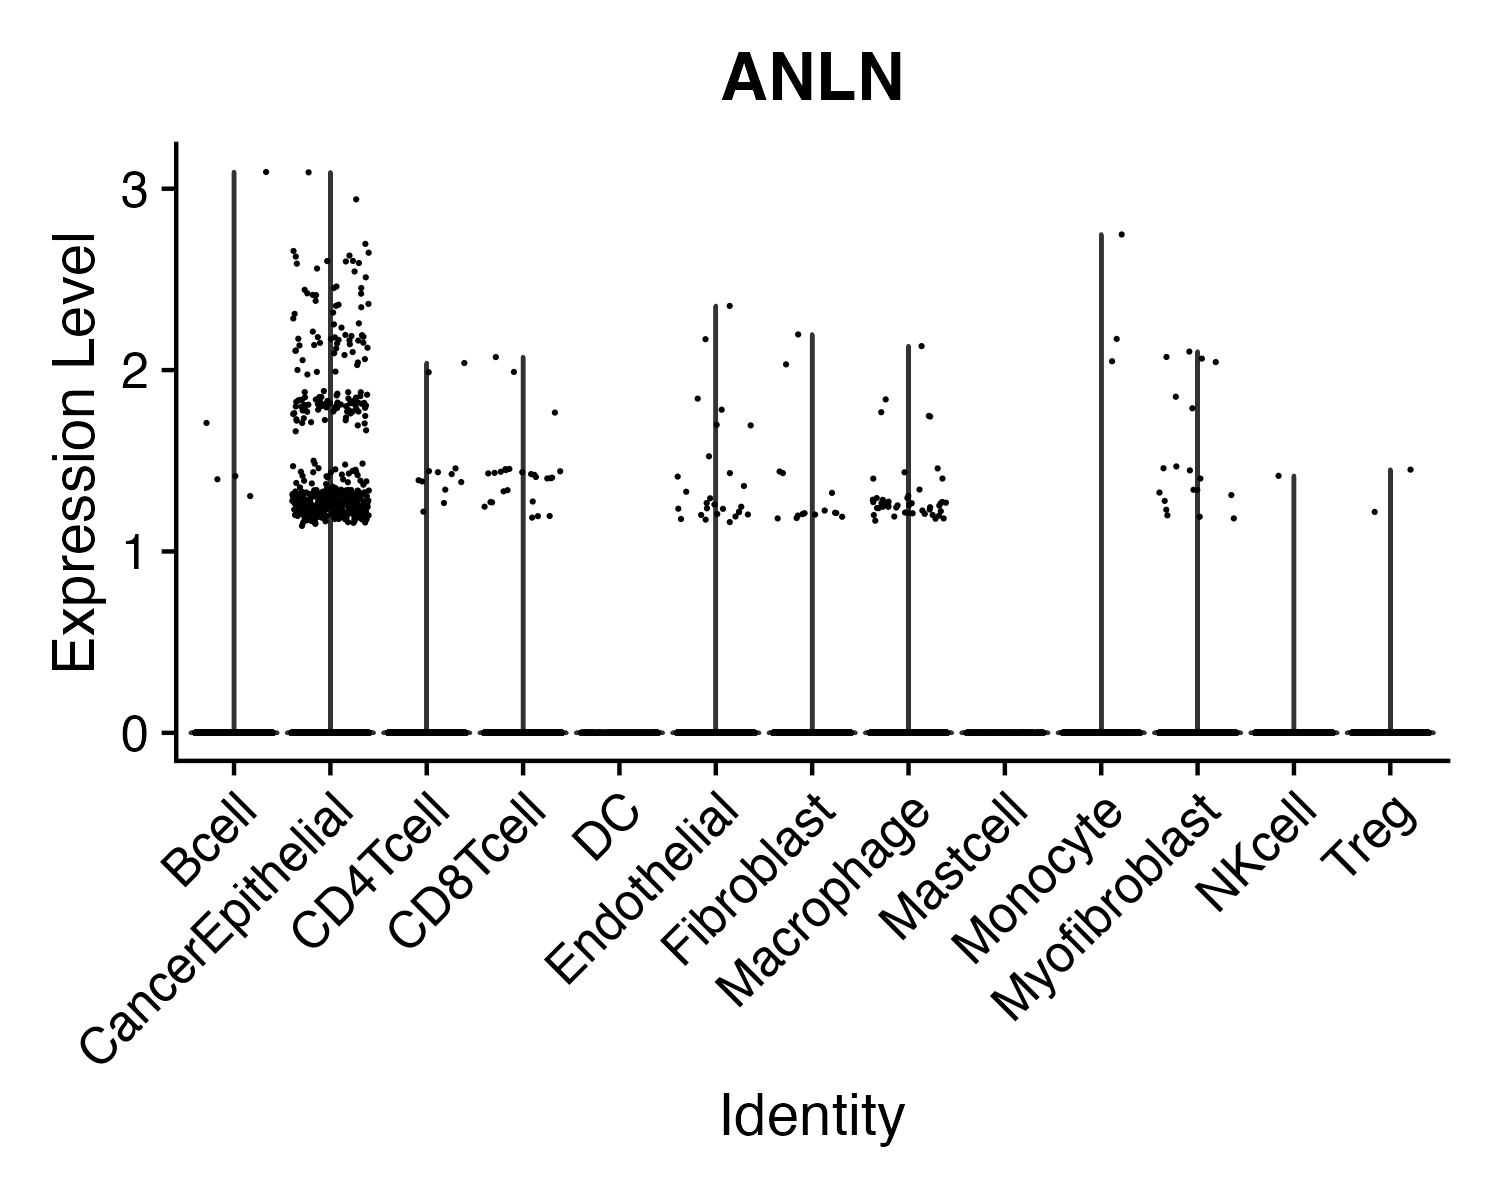 ANLN
Expression Level
3
2
1
0
Bcell
CancerEpithelial
CD4Tcell
CD8Tcell
DC
Endothelial
Fibroblast
Macrophage
Mastcell
Monocyte
Myofibroblast
NKcell
Treg
Identity